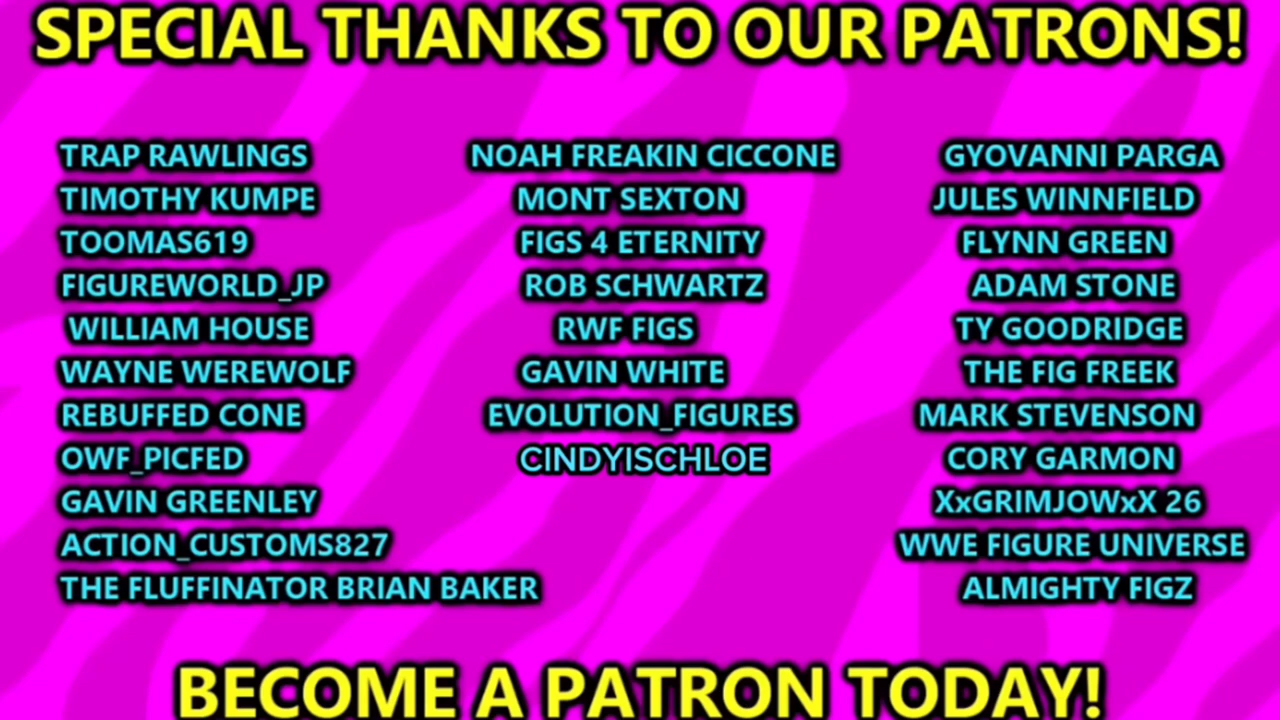 SPECIAL THANKS TO OUR PATRONS!
TRAP RAWLINGS
TIMOTHY KUMPE
TOOMAS619
FIGUREWORLD_JP
WILLIAM HOUSE
WAYNE WEREWOLF
REBUFFED CONE
OWF_PICFED
GAVIN GREENLEY
ACTION_CUSTOMS827
THE FLUFFINATOR BRIAN BAKER
NOAH FREAKIN CICCONE
MONT SEXTON
FIGS 4 ETERNITY
ROB SCHWARTZ
RWF FIGS
GAVIN WHITE
EVOLUTION_FIGURES
CINDYISCHLOE
GYOVANNI PARGA
JULES WINNFIELD
FLYNN GREEN
ADAM STONE
TY GOODRIDGE
THE FIG FREEK
MARK STEVENSON
CORY GARMON
XxGRIMJOWxX 26
WWE FIGURE UNIVERSE
ALMIGHTY FIGZ
BECOME A PATRON TODAY!